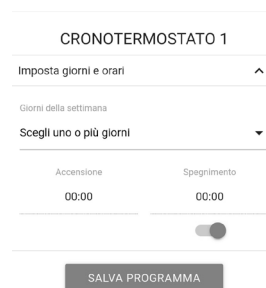 CRONOTERMOSTATO 1
Imposta giorni e orari
Giorni della settimana
Scegli uno o più giorni
Accensione Spegnimento
00:00 00:00
SALVA PROGRAMMA